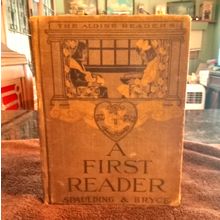 THE ALDINE READERS
A
FIRST
READER
SPAULDING & BRYCE